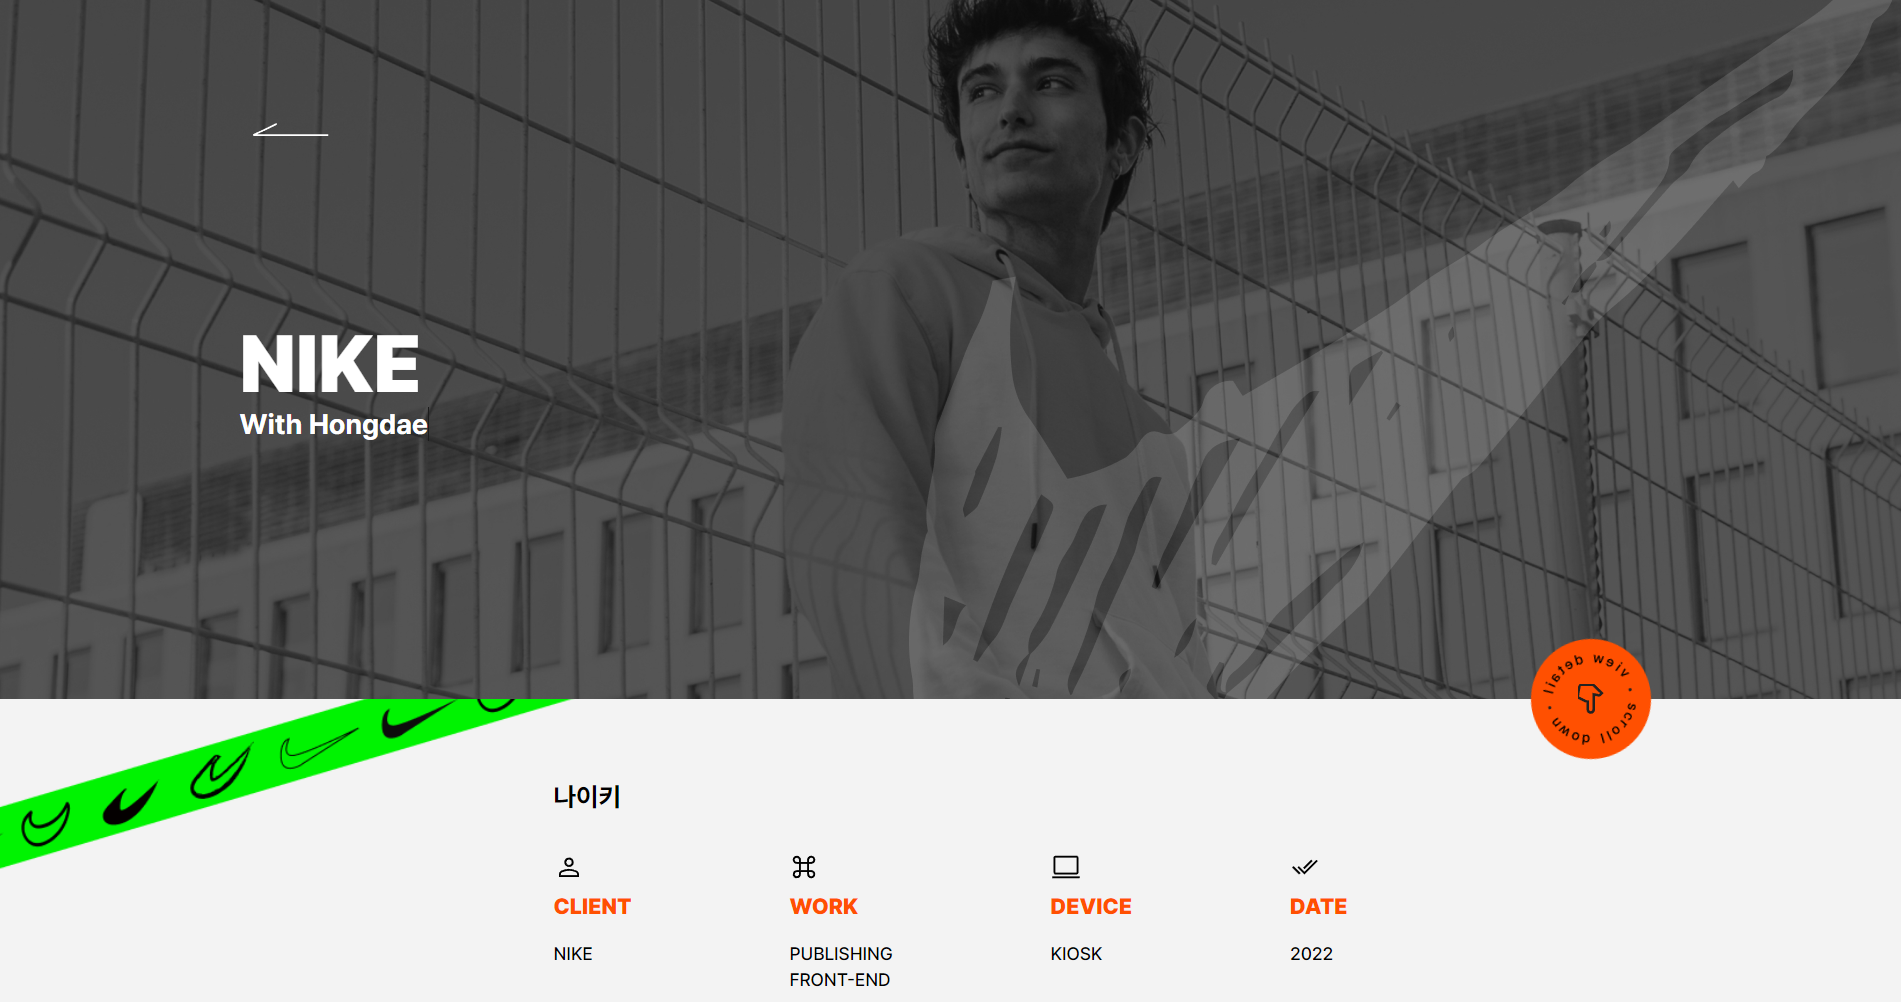 NIKE
With Hongdae
view detail • scroll down •
나이키
CLIENT
WORK
DEVICE
DATE
NIKE
PUBLISHING
FRONT-END
KIOSK
2022